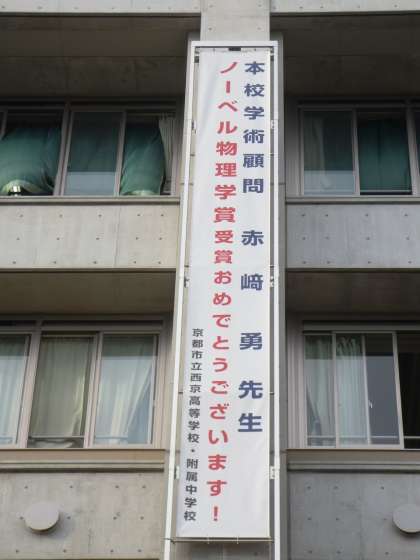 本校学術顧問 赤﨑 勇 先生
ノーベル物理学賞受賞おめでとうございます！
京都市立西京高等学校・附属中学校